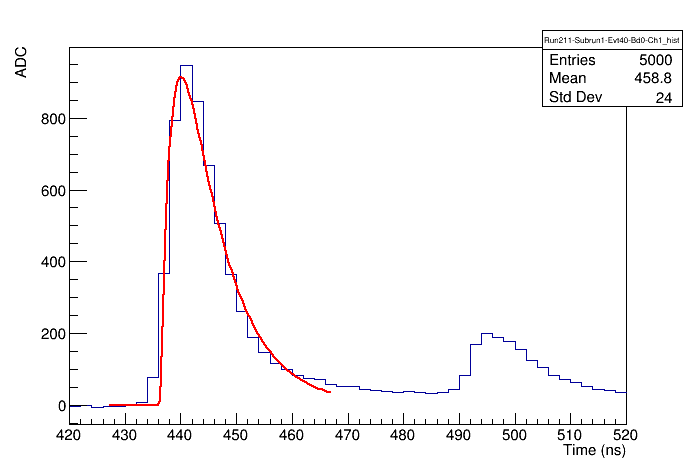 Run211-Subrun1-Evt40-Bd0-Ch1_hist
Entries 5000
Mean 458.8
Std Dev 24
ADC
800
600
400
200
0
420 430 440 450 460 470 480 490 500 510 520
Time (ns)